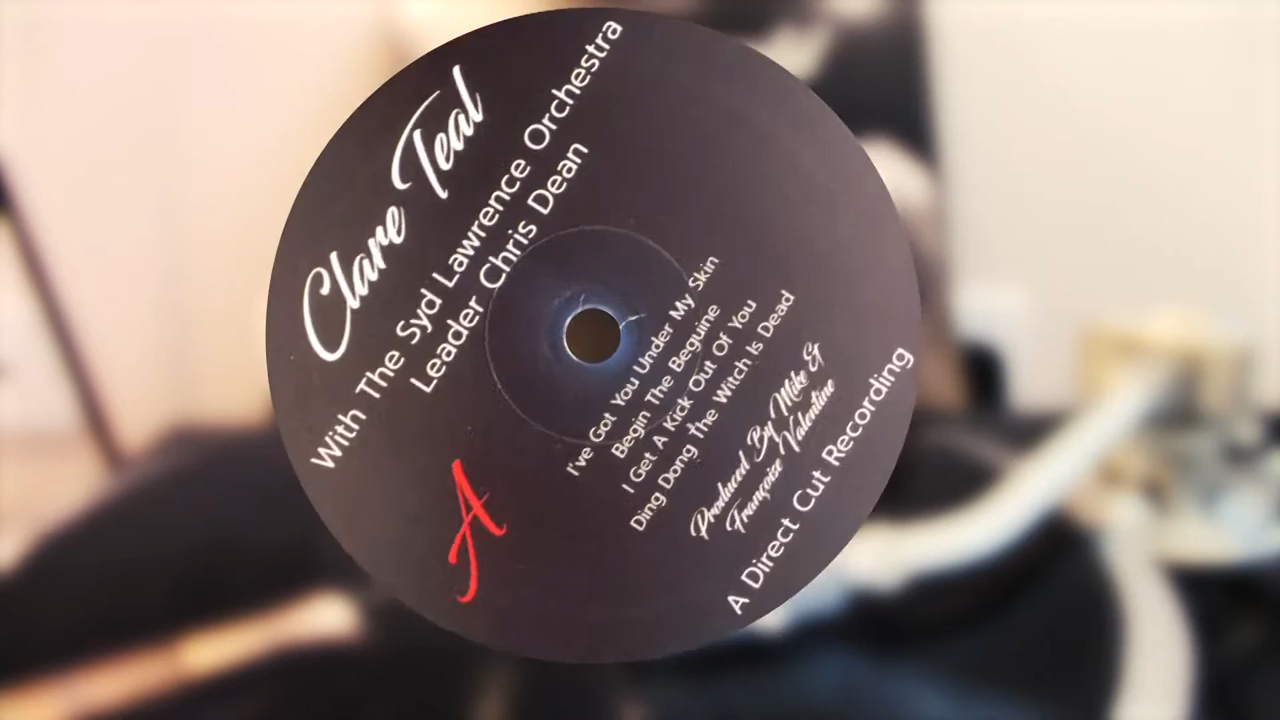 Clare Teal
With The Syd Lawrence Orchestra
Leader Chris Dean
A
I've Got You Under My Skin
Begin The Beguine
I Get A Kick Out Of You
Ding Dong The Witch Is Dead
Produced By Mike &
Françoise Valentine
A Direct Cut Recording